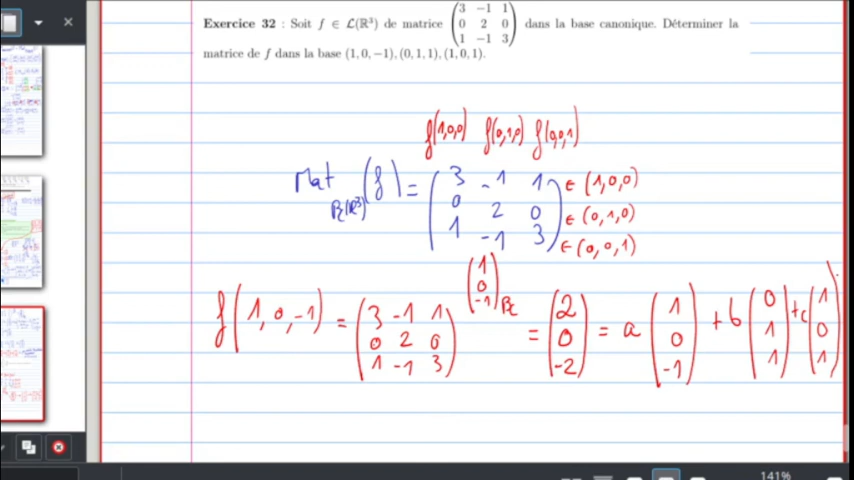 Exercice 32 : Soit f ∈ ℒ(ℝ³) de matrice (3 -1 1 / 0 2 0 / 1 -1 3) dans la base canonique. Déterminer la
matrice de f dans la base (1, 0, −1), (0, 1, 1), (1, 0, 1).
f(1,0,0) f(0,1,0) f(0,0,1)
Mat Bc(ℝ³) (f) = (3 -1 1 / 0 2 0 / 1 -1 3) ∈ (1,0,0)
∈ (0,1,0)
∈ (0,0,1)
f(1,0,-1) = (3 -1 1 / 0 2 0 / 1 -1 3) (1 / 0 / -1) Bc = (2 / 0 / -2) = a (1 / 0 / -1) + b (0 / 1 / 1) + c (1 / 0 / 1)
141%